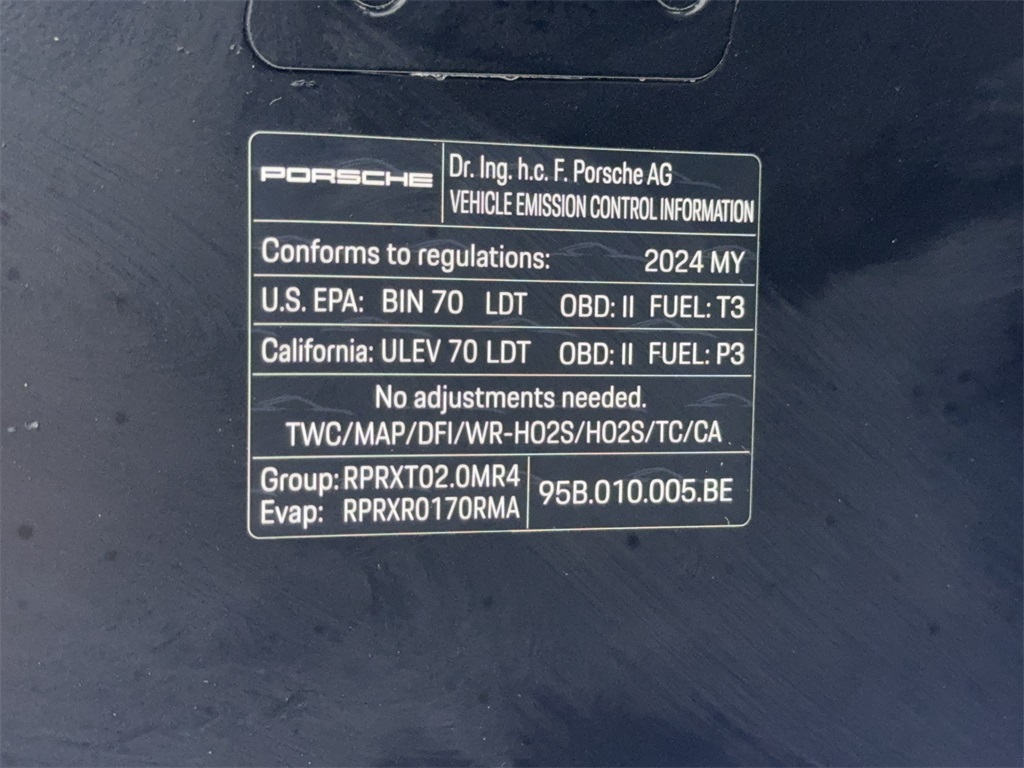 PORSCHE
Dr. Ing. h.c. F. Porsche AG
VEHICLE EMISSION CONTROL INFORMATION
Conforms to regulations: 2024 MY
U.S. EPA: BIN 70 LDT OBD: II FUEL: T3
California: ULEV 70 LDT OBD: II FUEL: P3
No adjustments needed.
TWC/MAP/DFI/WR-HO2S/HO2S/TC/CA
Group: RPRXT02.0MR4
Evap: RPRXR0170RMA
95B.010.005.BE